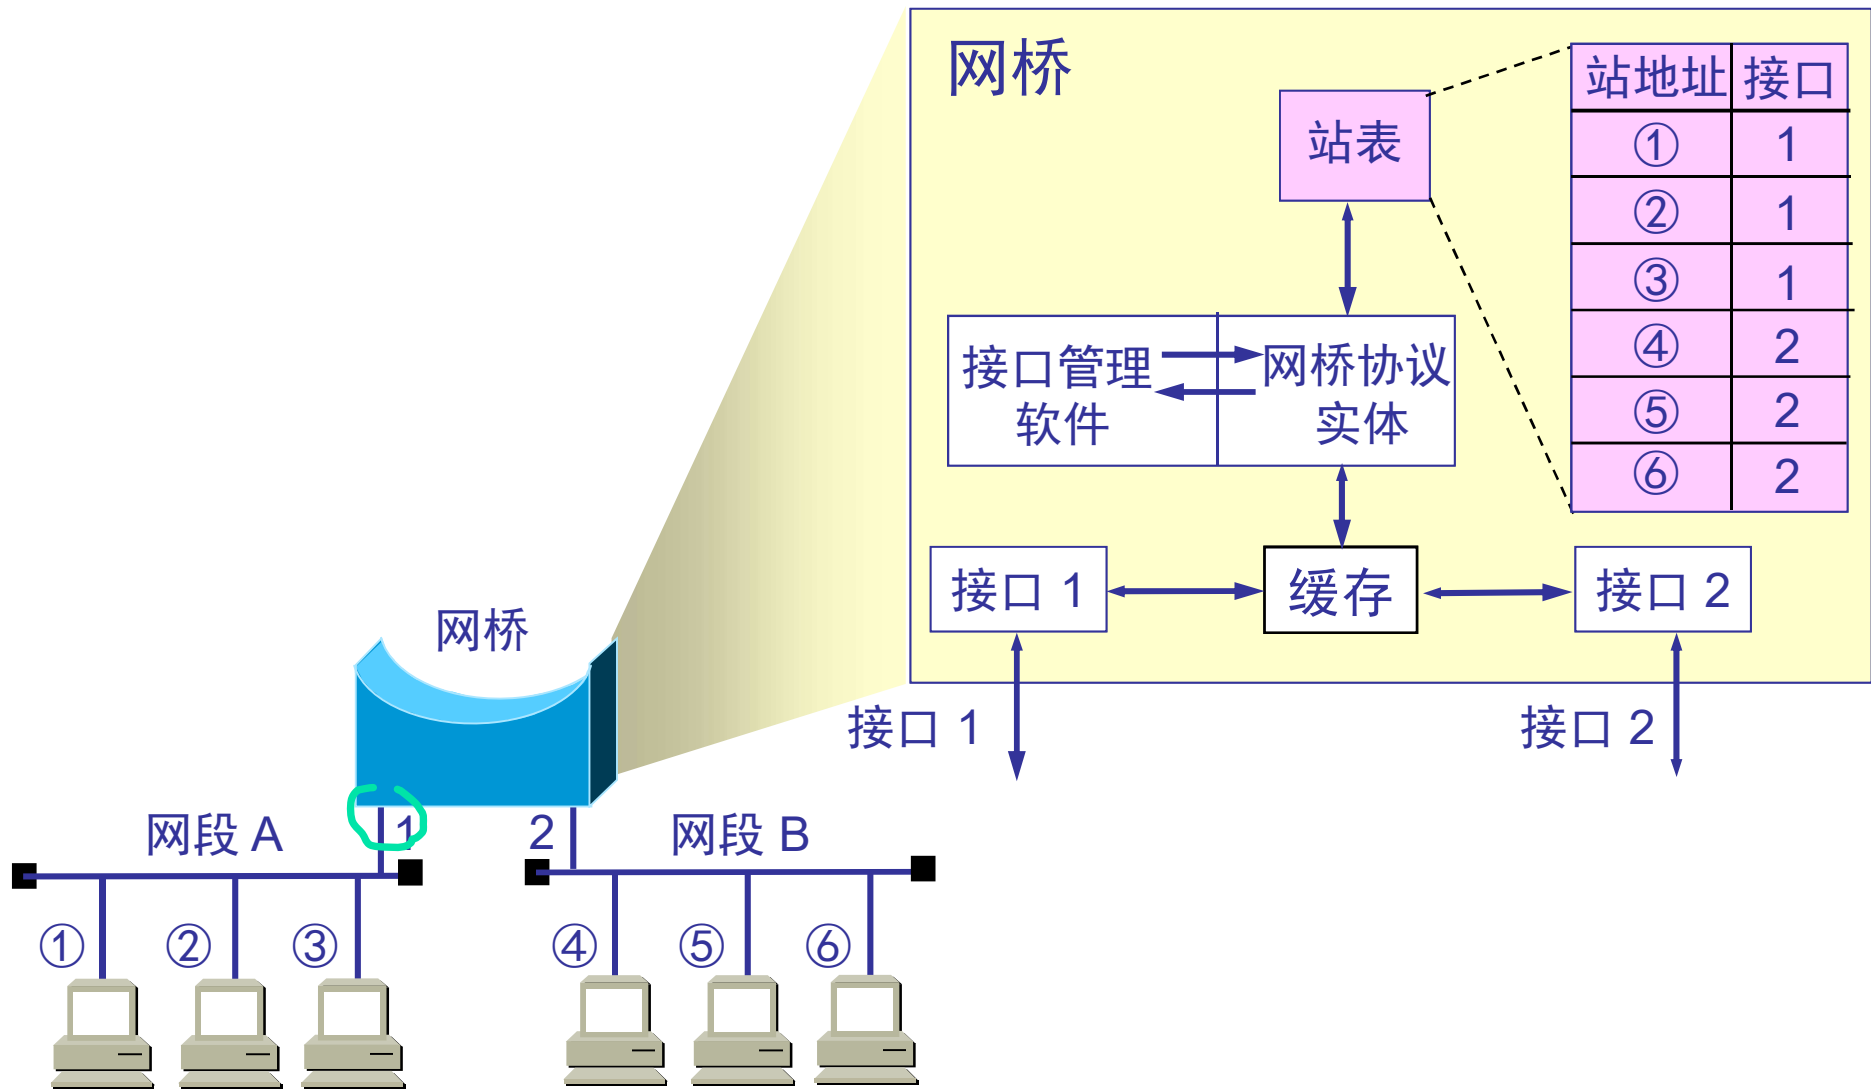 网桥
站表
站地址 接口
① 1
② 1
③ 1
④ 2
⑤ 2
⑥ 2
接口管理
软件
网桥协议
实体
接口 1
缓存
接口 2
接口 1
接口 2
网桥
网段 A
1
2
网段 B
① ② ③ ④ ⑤ ⑥